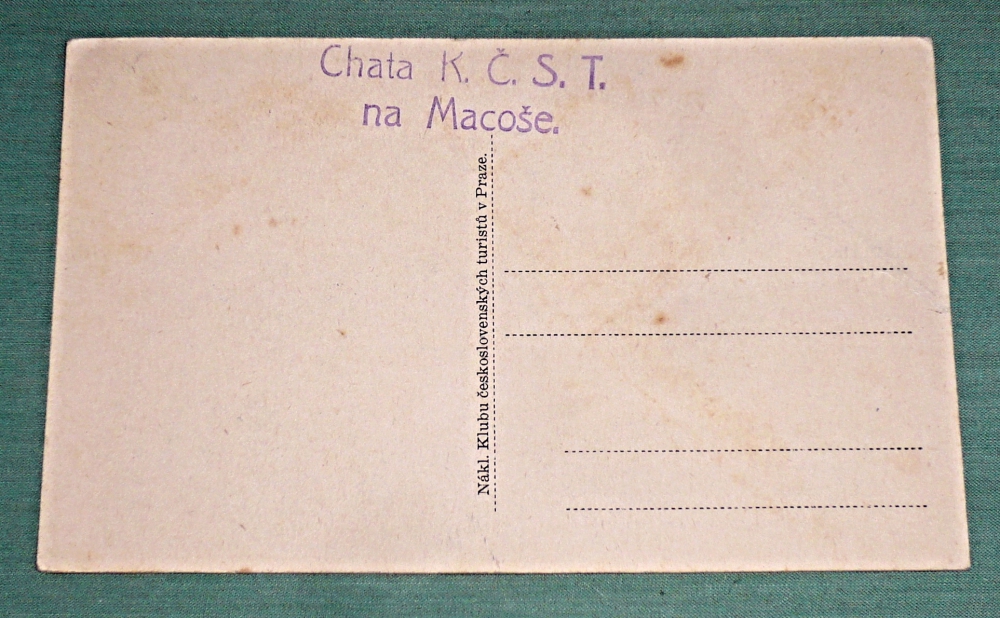 Chata K. Č. S. T.
na Macoše.
Nákl. Klubu československých turistů v Praze.